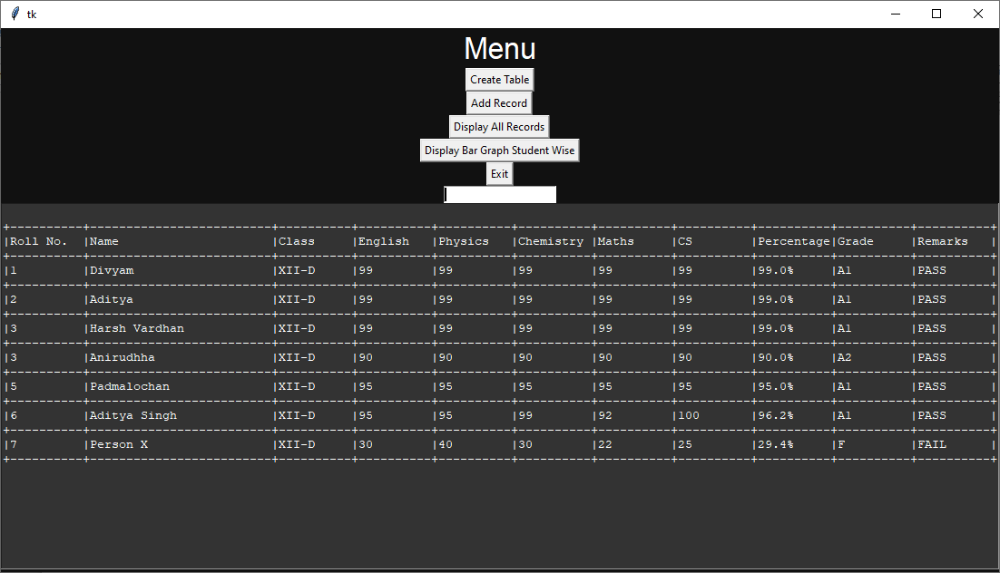 tk
Menu
Create Table
Add Record
Display All Records
Display Bar Graph Student Wise
Exit
+----------+-------------------------+----------+----------+----------+----------+----------+----------+----------+----------+----------+
|Roll No.  |Name                     |Class     |English   |Physics   |Chemistry |Maths     |CS        |Percentage|Grade     |Remarks   |
+----------+-------------------------+----------+----------+----------+----------+----------+----------+----------+----------+----------+
|1         |Divyam                   |XII-D     |99        |99        |99        |99        |99        |99.0%     |A1        |PASS      |
+----------+-------------------------+----------+----------+----------+----------+----------+----------+----------+----------+----------+
|2         |Aditya                   |XII-D     |99        |99        |99        |99        |99        |99.0%     |A1        |PASS      |
+----------+-------------------------+----------+----------+----------+----------+----------+----------+----------+----------+----------+
|3         |Harsh Vardhan            |XII-D     |99        |99        |99        |99        |99        |99.0%     |A1        |PASS      |
+----------+-------------------------+----------+----------+----------+----------+----------+----------+----------+----------+----------+
|3         |Anirudhha                |XII-D     |90        |90        |90        |90        |90        |90.0%     |A2        |PASS      |
+----------+-------------------------+----------+----------+----------+----------+----------+----------+----------+----------+----------+
|5         |Padmalochan              |XII-D     |95        |95        |95        |95        |95        |95.0%     |A1        |PASS      |
+----------+-------------------------+----------+----------+----------+----------+----------+----------+----------+----------+----------+
|6         |Aditya Singh             |XII-D     |95        |95        |99        |92        |100       |96.2%     |A1        |PASS      |
+----------+-------------------------+----------+----------+----------+----------+----------+----------+----------+----------+----------+
|7         |Person X                 |XII-D     |30        |40        |30        |22        |25        |29.4%     |F         |FAIL      |
+----------+-------------------------+----------+----------+----------+----------+----------+----------+----------+----------+----------+